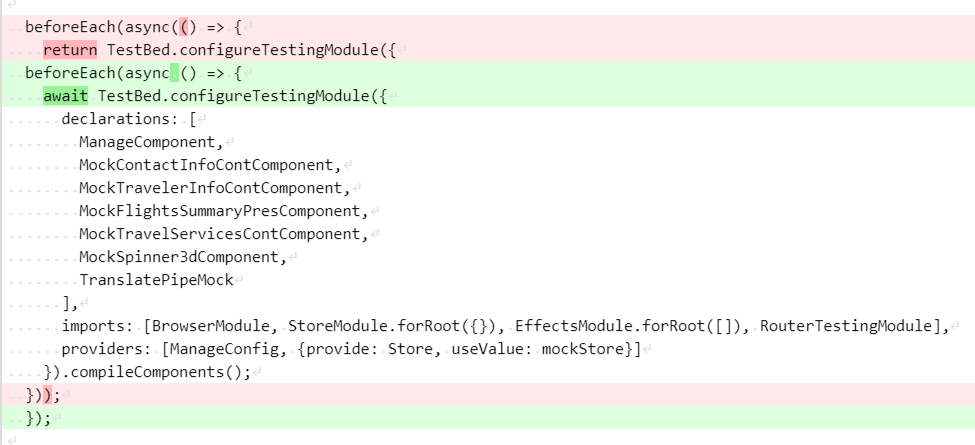 beforeEach(async(() => {
return TestBed.configureTestingModule({
beforeEach(async () => {
await TestBed.configureTestingModule({
declarations: [
ManageComponent,
MockContactInfoContComponent,
MockTravelerInfoContComponent,
MockFlightsSummaryPresComponent,
MockTravelServicesContComponent,
MockSpinner3dComponent,
TranslatePipeMock
],
imports: [BrowserModule, StoreModule.forRoot({}), EffectsModule.forRoot([]), RouterTestingModule],
providers: [ManageConfig, {provide: Store, useValue: mockStore}]
}).compileComponents();
}));
});